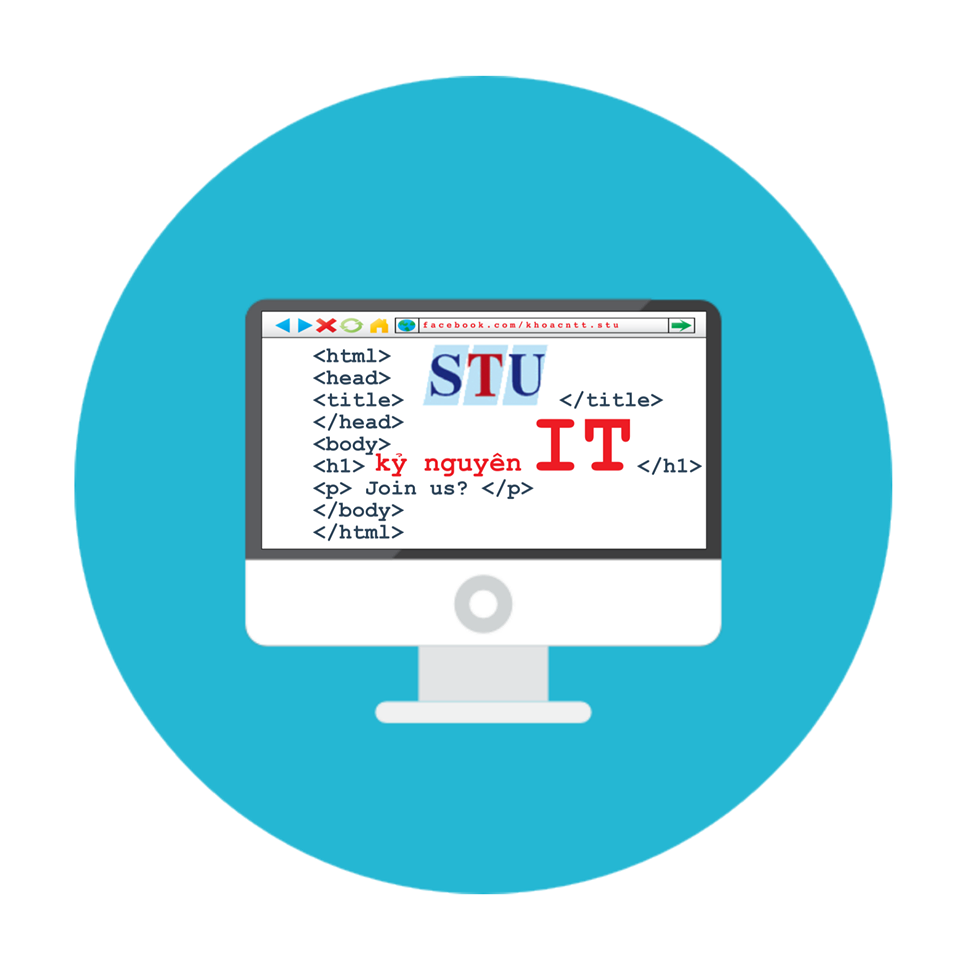 facebook.com/khoacntt.stu
<html>
<head>
<title> STU </title>
</head>
<body>
<h1> kỷ nguyên IT </h1>
<p> Join us? </p>
</body>
</html>